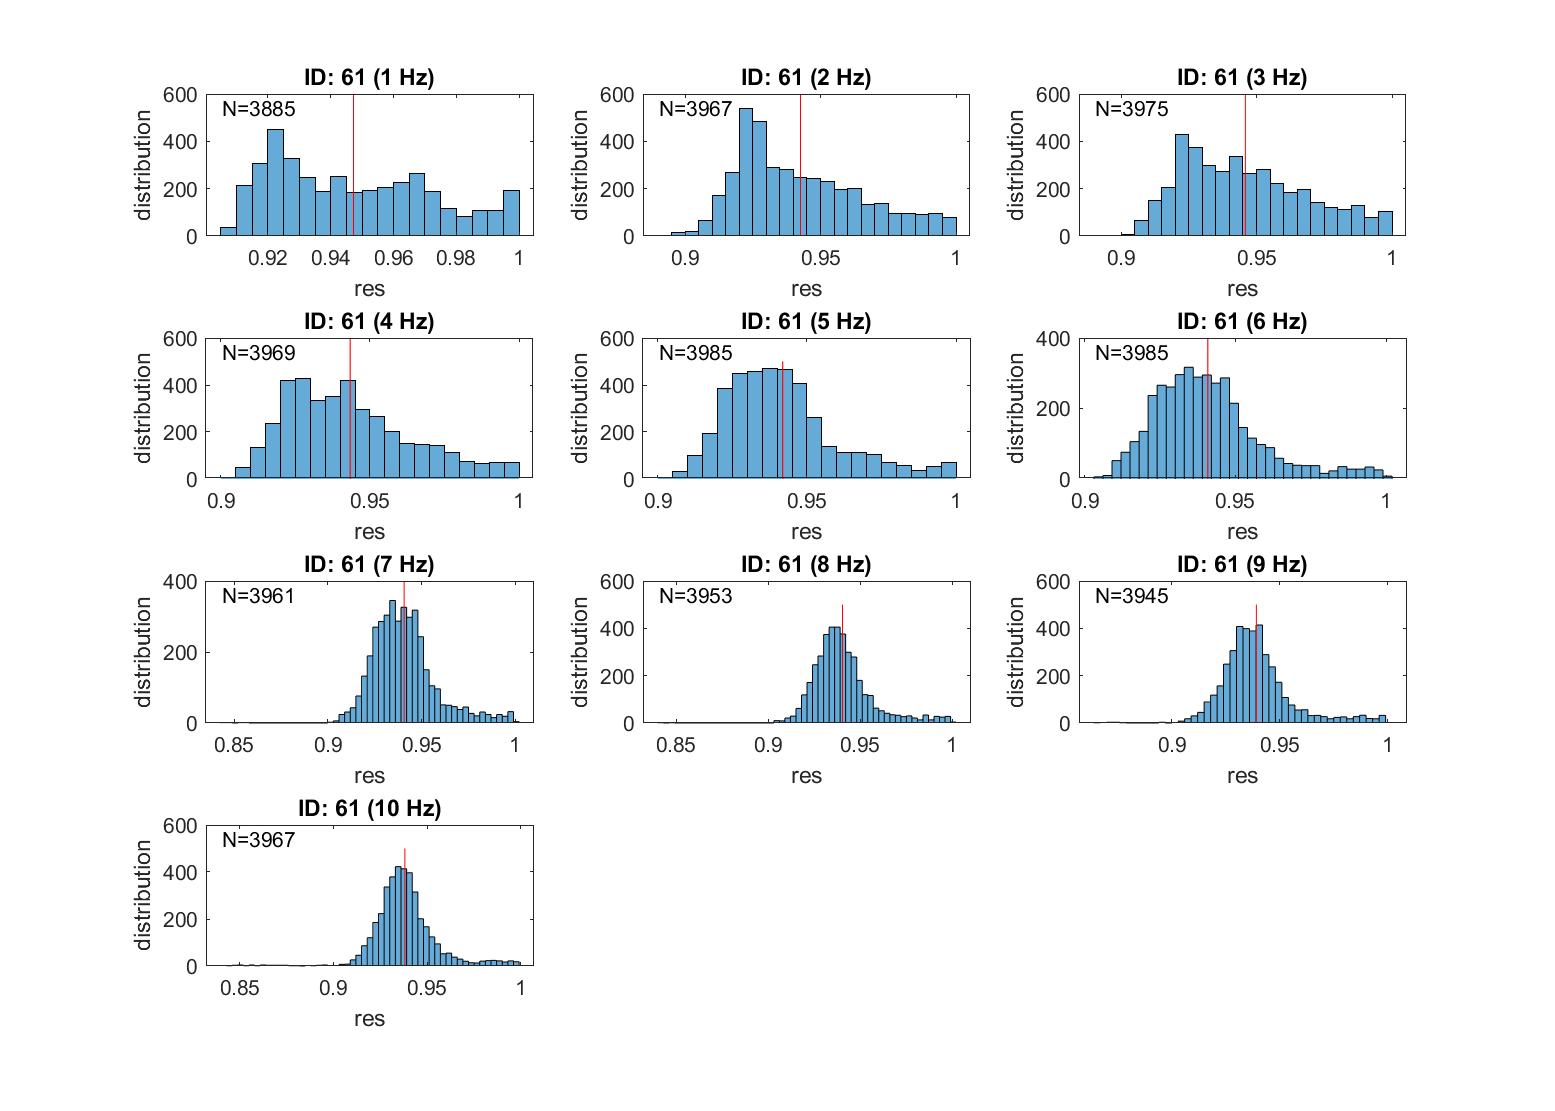 ID: 61 (1 Hz)
N=3885
distribution
600
400
200
0
0.92 0.94 0.96 0.98 1
res
ID: 61 (2 Hz)
N=3967
distribution
600
400
200
0
0.9 0.95 1
res
ID: 61 (3 Hz)
N=3975
distribution
600
400
200
0
0.9 0.95 1
res
ID: 61 (4 Hz)
N=3969
distribution
600
400
200
0
0.9 0.95 1
res
ID: 61 (5 Hz)
N=3985
distribution
600
400
200
0
0.9 0.95 1
res
ID: 61 (6 Hz)
N=3985
distribution
400
200
0
0.9 0.95 1
res
ID: 61 (7 Hz)
N=3961
distribution
400
200
0
0.85 0.9 0.95 1
res
ID: 61 (8 Hz)
N=3953
distribution
600
400
200
0
0.85 0.9 0.95 1
res
ID: 61 (9 Hz)
N=3945
distribution
600
400
200
0
0.9 0.95 1
res
ID: 61 (10 Hz)
N=3967
distribution
600
400
200
0
0.85 0.9 0.95 1
res